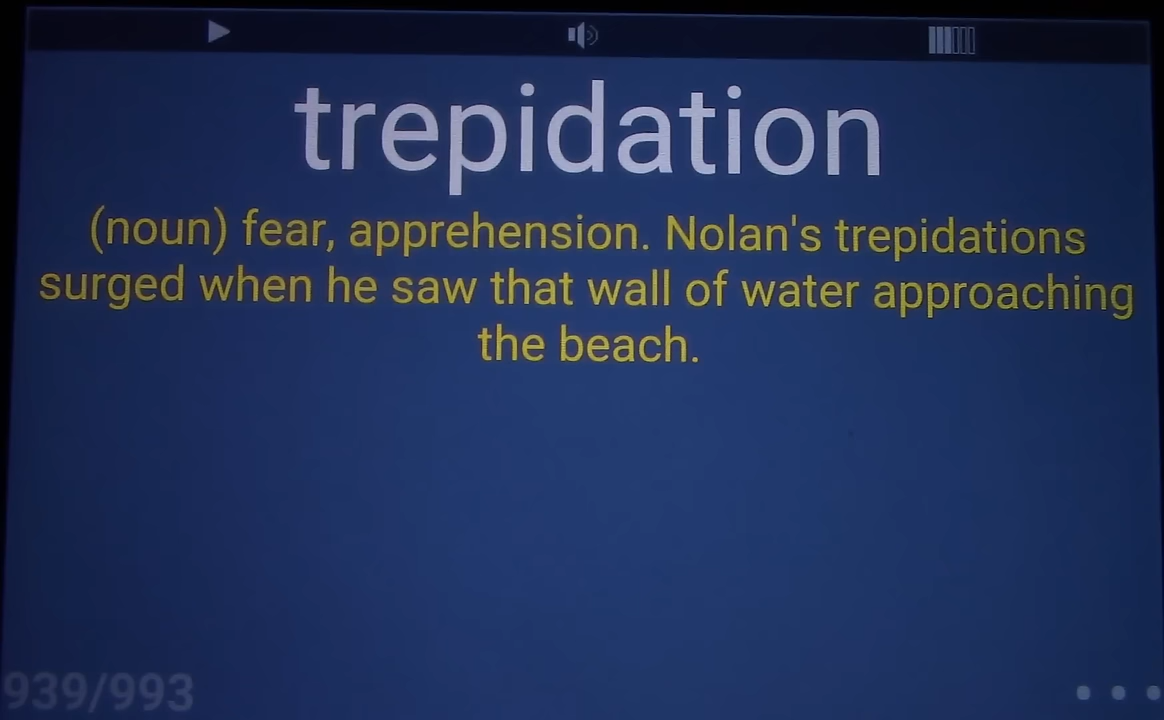 trepidation
(noun) fear, apprehension. Nolan's trepidations
surged when he saw that wall of water approaching
the beach.
939/993